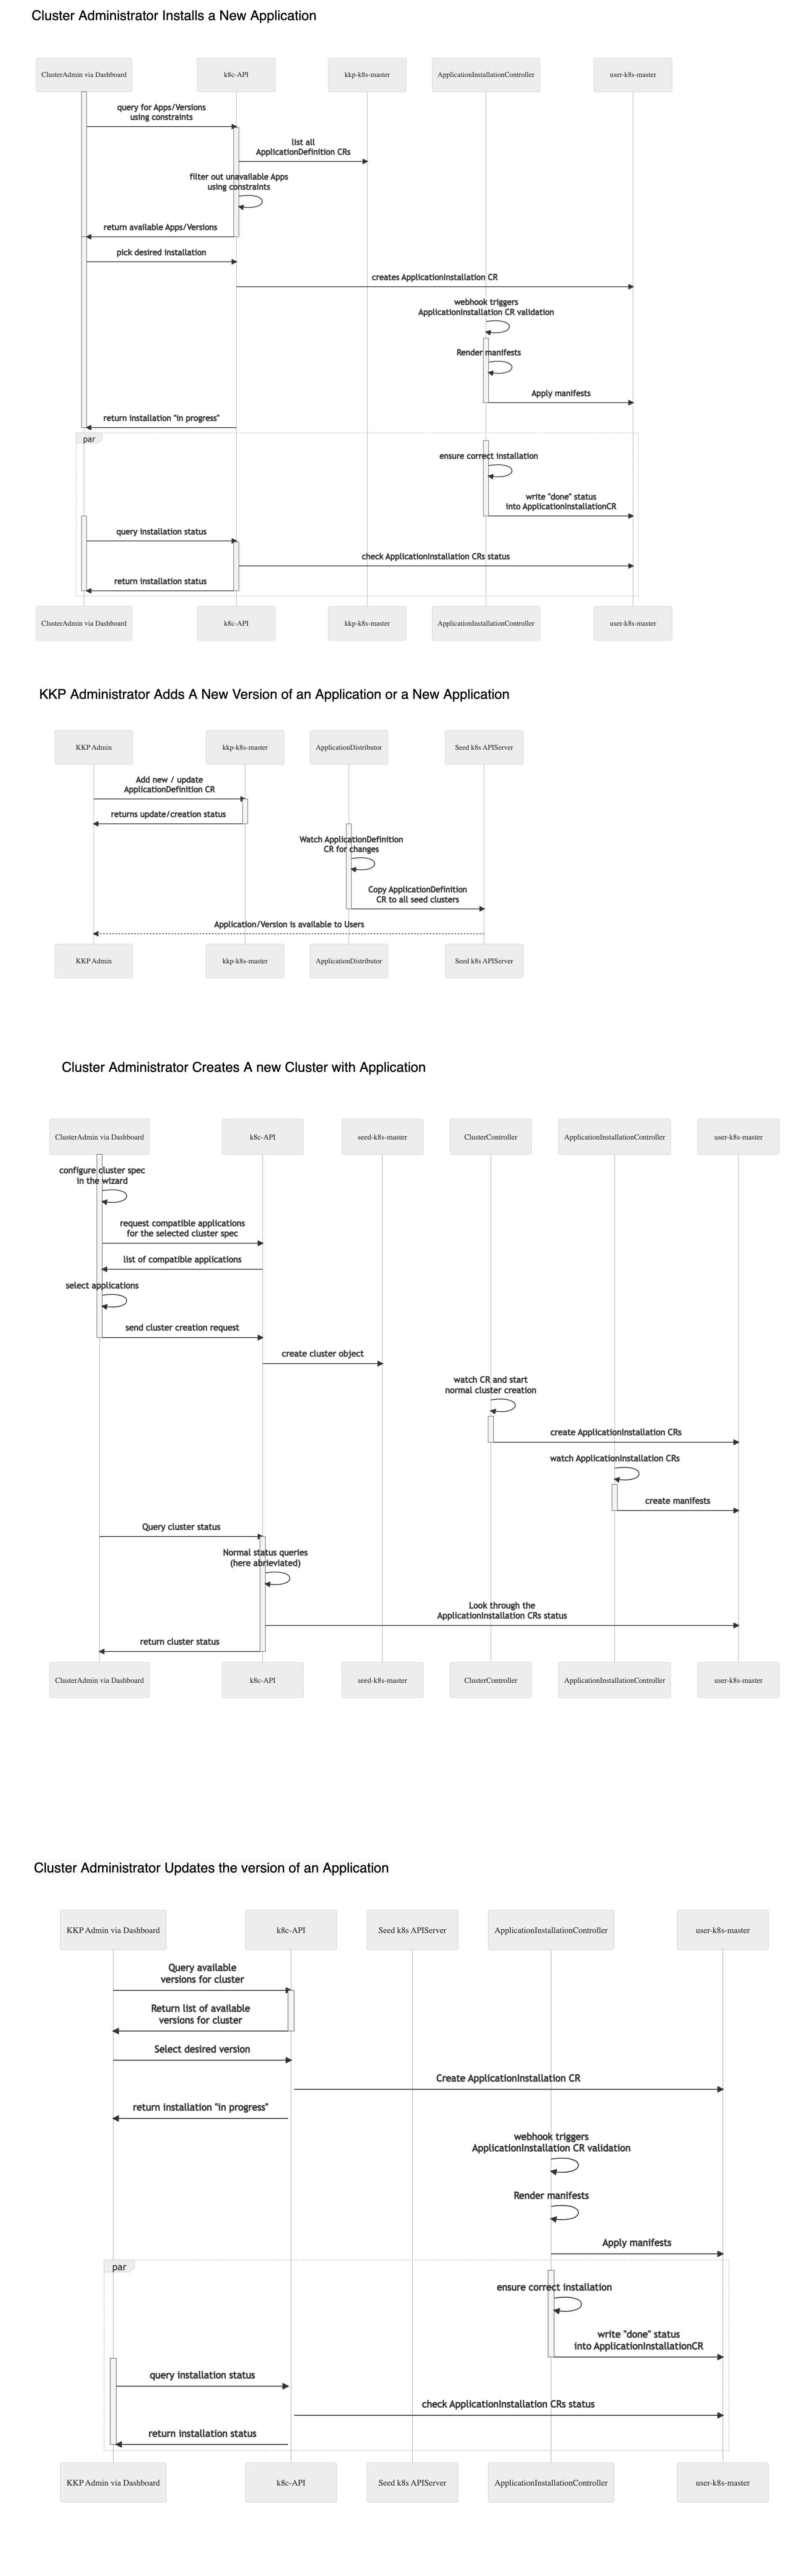 Cluster Administrator Installs a New Application
ClusterAdmin via Dashboard
k8c-API
kkp-k8s-master
ApplicationInstallationController
user-k8s-master
query for Apps/Versions
using constraints
list all
ApplicationDefinition CRs
filter out unavailable Apps
using constraints
return available Apps/Versions
pick desired installation
creates ApplicationInstallation CR
webhook triggers
ApplicationInstallation CR validation
Render manifests
Apply manifests
return installation "in progress"
par
ensure correct installation
write "done" status
into ApplicationInstallationCR
query installation status
check ApplicationInstallation CRs status
return installation status
ClusterAdmin via Dashboard
k8c-API
kkp-k8s-master
ApplicationInstallationController
user-k8s-master
KKP Administrator Adds A New Version of an Application or a New Application
KKP Admin
kkp-k8s-master
ApplicationDistributor
Seed k8s APIServer
Add new / update
ApplicationDefinition CR
returns update/creation status
Watch ApplicationDefinition
CR for changes
Copy ApplicationDefinition
CR to all seed clusters
Application/Version is available to Users
KKP Admin
kkp-k8s-master
ApplicationDistributor
Seed k8s APIServer
Cluster Administrator Creates A new Cluster with Application
ClusterAdmin via Dashboard
k8c-API
seed-k8s-master
ClusterController
ApplicationInstallationController
user-k8s-master
configure cluster spec
in the wizard
request compatible applications
for the selected cluster spec
list of compatible applications
select applications
send cluster creation request
create cluster object
watch CR and start
normal cluster creation
create ApplicationInstallation CRs
watch ApplicationInstallation CRs
create manifests
Query cluster status
Normal status queries
(here abrieviated)
Look through the
ApplicationInstallation CRs status
return cluster status
ClusterAdmin via Dashboard
k8c-API
seed-k8s-master
ClusterController
ApplicationInstallationController
user-k8s-master
Cluster Administrator Updates the version of an Application
KKP Admin via Dashboard
k8c-API
Seed k8s APIServer
ApplicationInstallationController
user-k8s-master
Query available
versions for cluster
Return list of available
versions for cluster
Select desired version
Create ApplicationInstallation CR
return installation "in progress"
webhook triggers
ApplicationInstallation CR validation
Render manifests
Apply manifests
par
ensure correct installation
write "done" status
into ApplicationInstallationCR
query installation status
check ApplicationInstallation CRs status
return installation status
KKP Admin via Dashboard
k8c-API
Seed k8s APIServer
ApplicationInstallationController
user-k8s-master